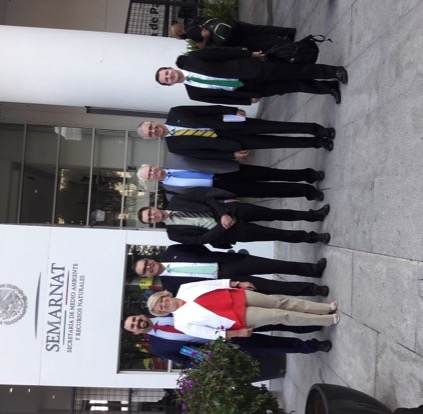 SEMARNAT
SECRETARÍA DE MEDIO AMBIENTE
Y RECURSOS NATURALES